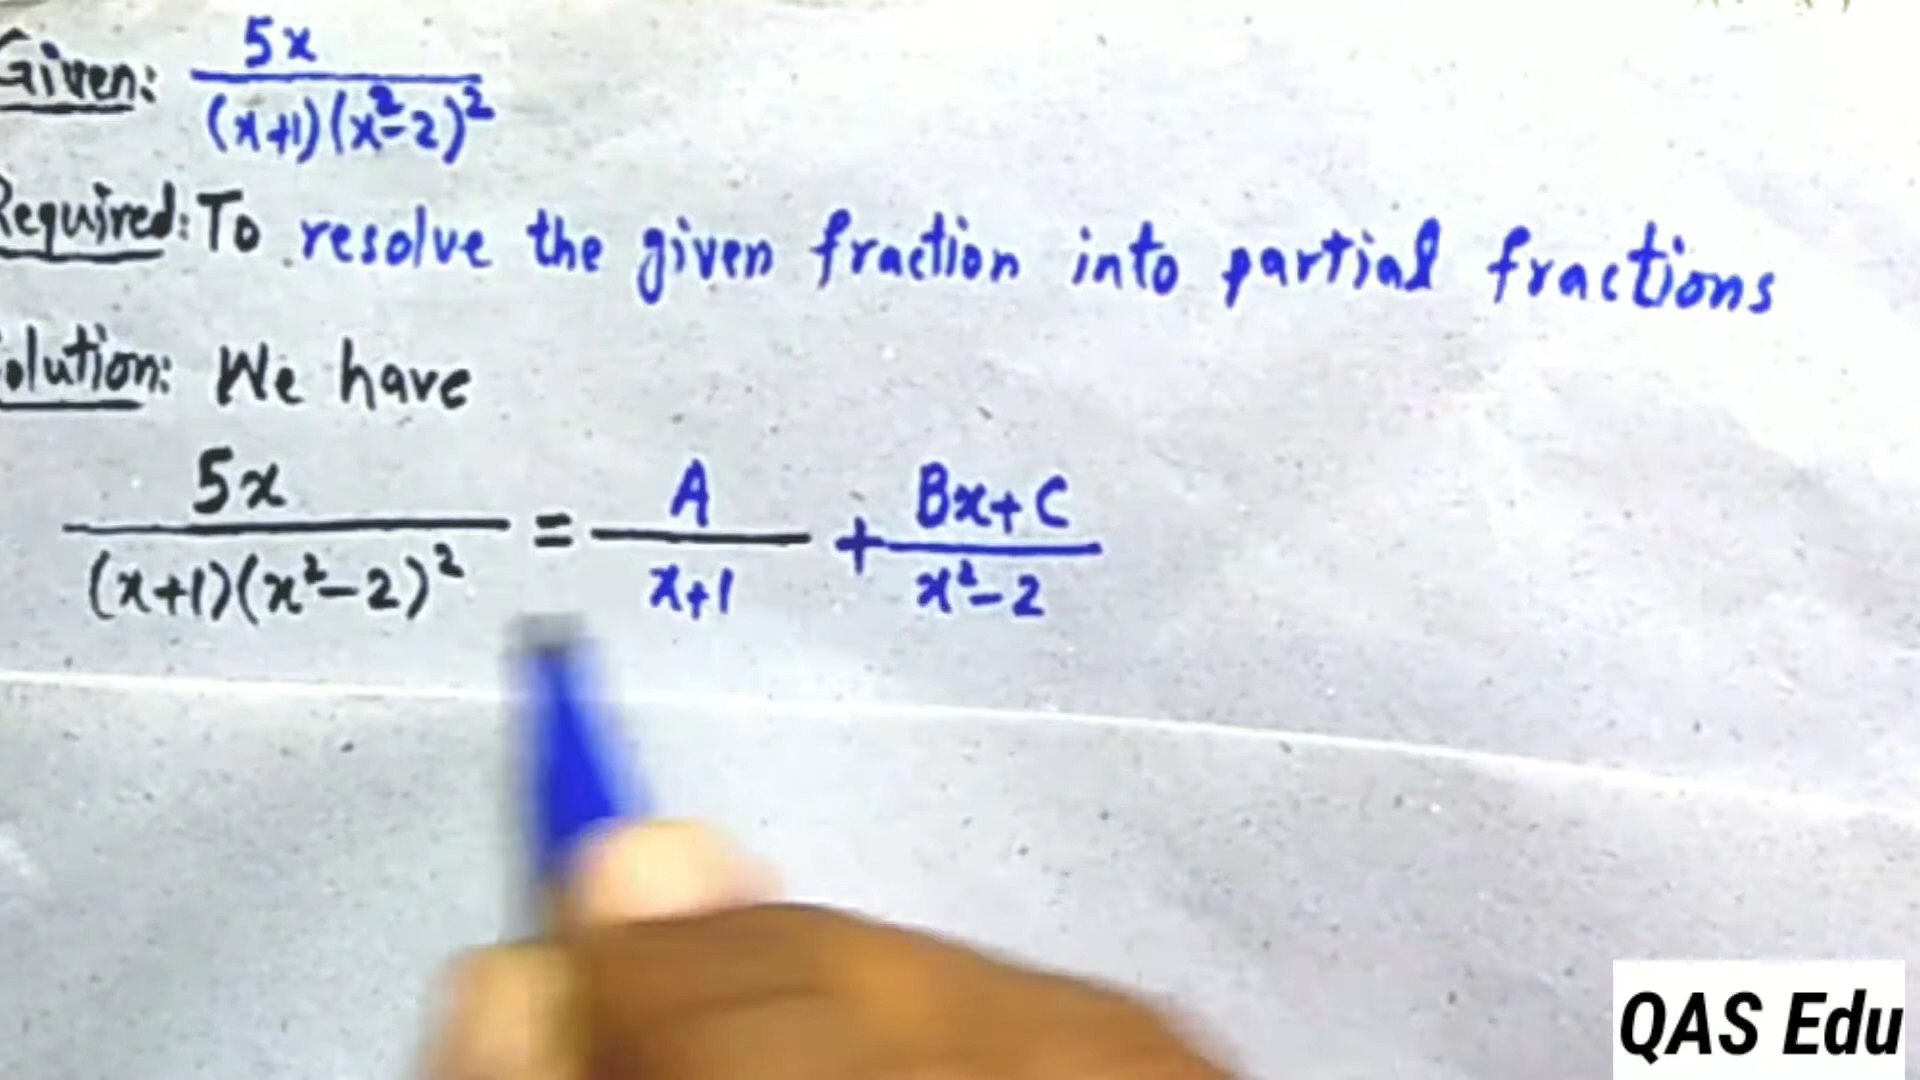 Given: 5x / (x+1)(x²-2)²
Required: To resolve the given fraction into partial fractions
Solution: We have
5x / (x+1)(x²-2)² = A / x+1 + Bx+C / x²-2
QAS Edu